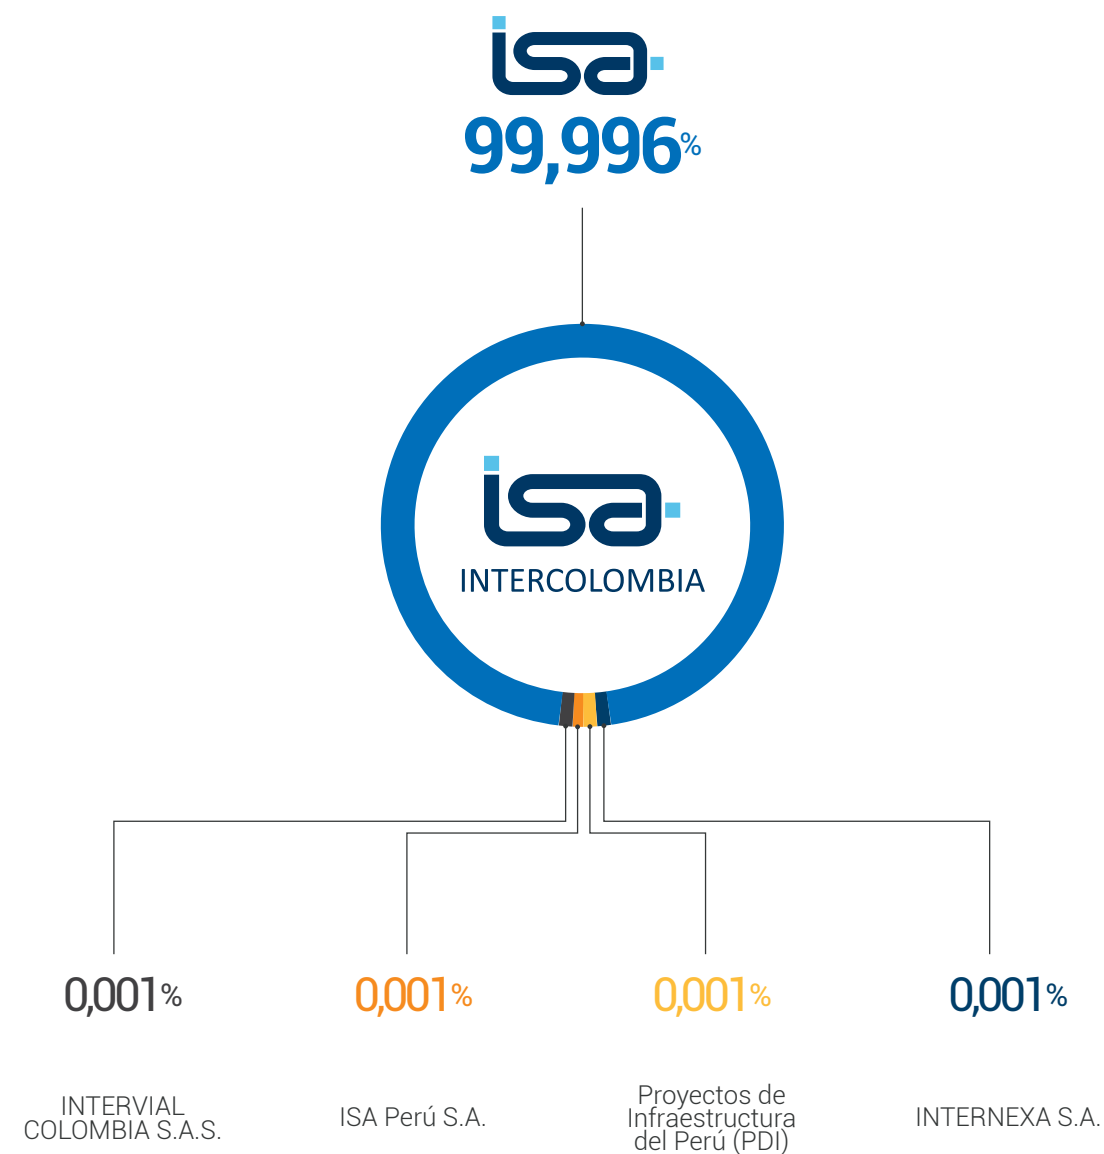 isa
99,996%
isa
INTERCOLOMBIA
0,001%
0,001%
0,001%
0,001%
INTERVIAL
COLOMBIA S.A.S.
ISA Perú S.A.
Proyectos de
Infraestructura
del Perú (PDI)
INTERNEXA S.A.